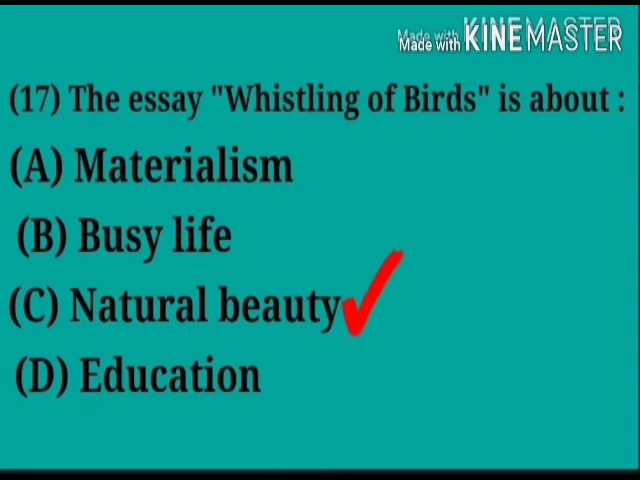 Made with KINEMASTER
(17) The essay "Whistling of Birds" is about :
(A) Materialism
(B) Busy life
(C) Natural beauty
(D) Education